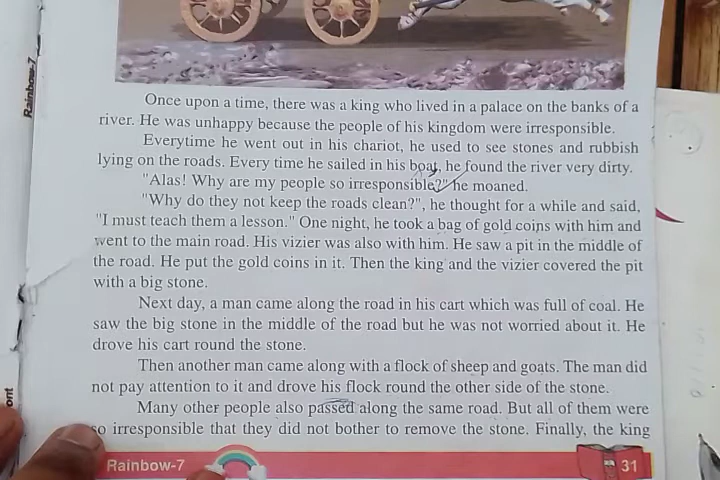 Once upon a time, there was a king who lived in a palace on the banks of a
river. He was unhappy because the people of his kingdom were irresponsible.
Everytime he went out in his chariot, he used to see stones and rubbish
lying on the roads. Every time he sailed in his boat, he found the river very dirty.
"Alas! Why are my people so irresponsible?" he moaned.
"Why do they not keep the roads clean?", he thought for a while and said,
"I must teach them a lesson." One night, he took a bag of gold coins with him and
went to the main road. His vizier was also with him. He saw a pit in the middle of
the road. He put the gold coins in it. Then the king and the vizier covered the pit
with a big stone.
Next day, a man came along the road in his cart which was full of coal. He
saw the big stone in the middle of the road but he was not worried about it. He
drove his cart round the stone.
Then another man came along with a flock of sheep and goats. The man did
not pay attention to it and drove his flock round the other side of the stone.
Many other people also passed along the same road. But all of them were
so irresponsible that they did not bother to remove the stone. Finally, the king
Rainbow-7
31
Rainbow-7